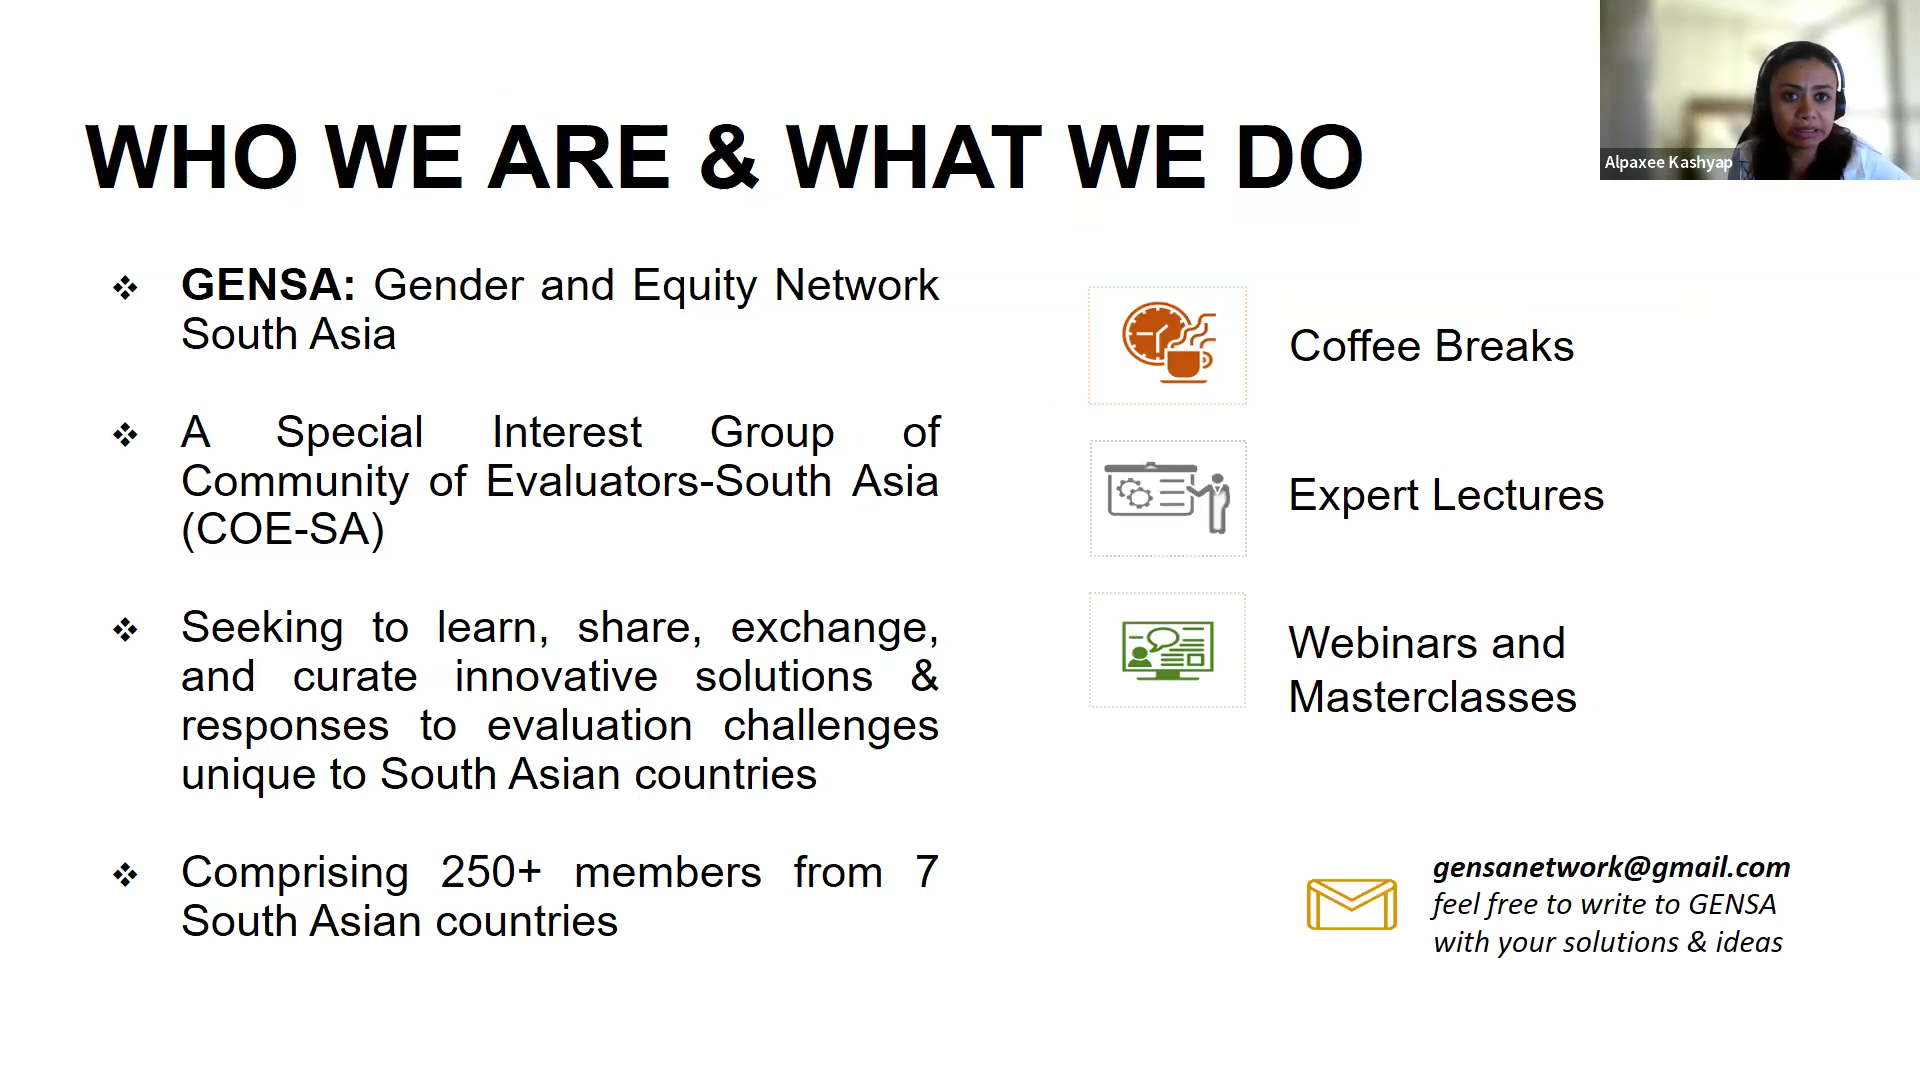 WHO WE ARE & WHAT WE DO
Alpaxee Kashyap
❖ GENSA: Gender and Equity Network
South Asia
❖ A Special Interest Group of
Community of Evaluators-South Asia
(COE-SA)
❖ Seeking to learn, share, exchange,
and curate innovative solutions &
responses to evaluation challenges
unique to South Asian countries
❖ Comprising 250+ members from 7
South Asian countries
Coffee Breaks
Expert Lectures
Webinars and
Masterclasses
gensanetwork@gmail.com
feel free to write to GENSA
with your solutions & ideas